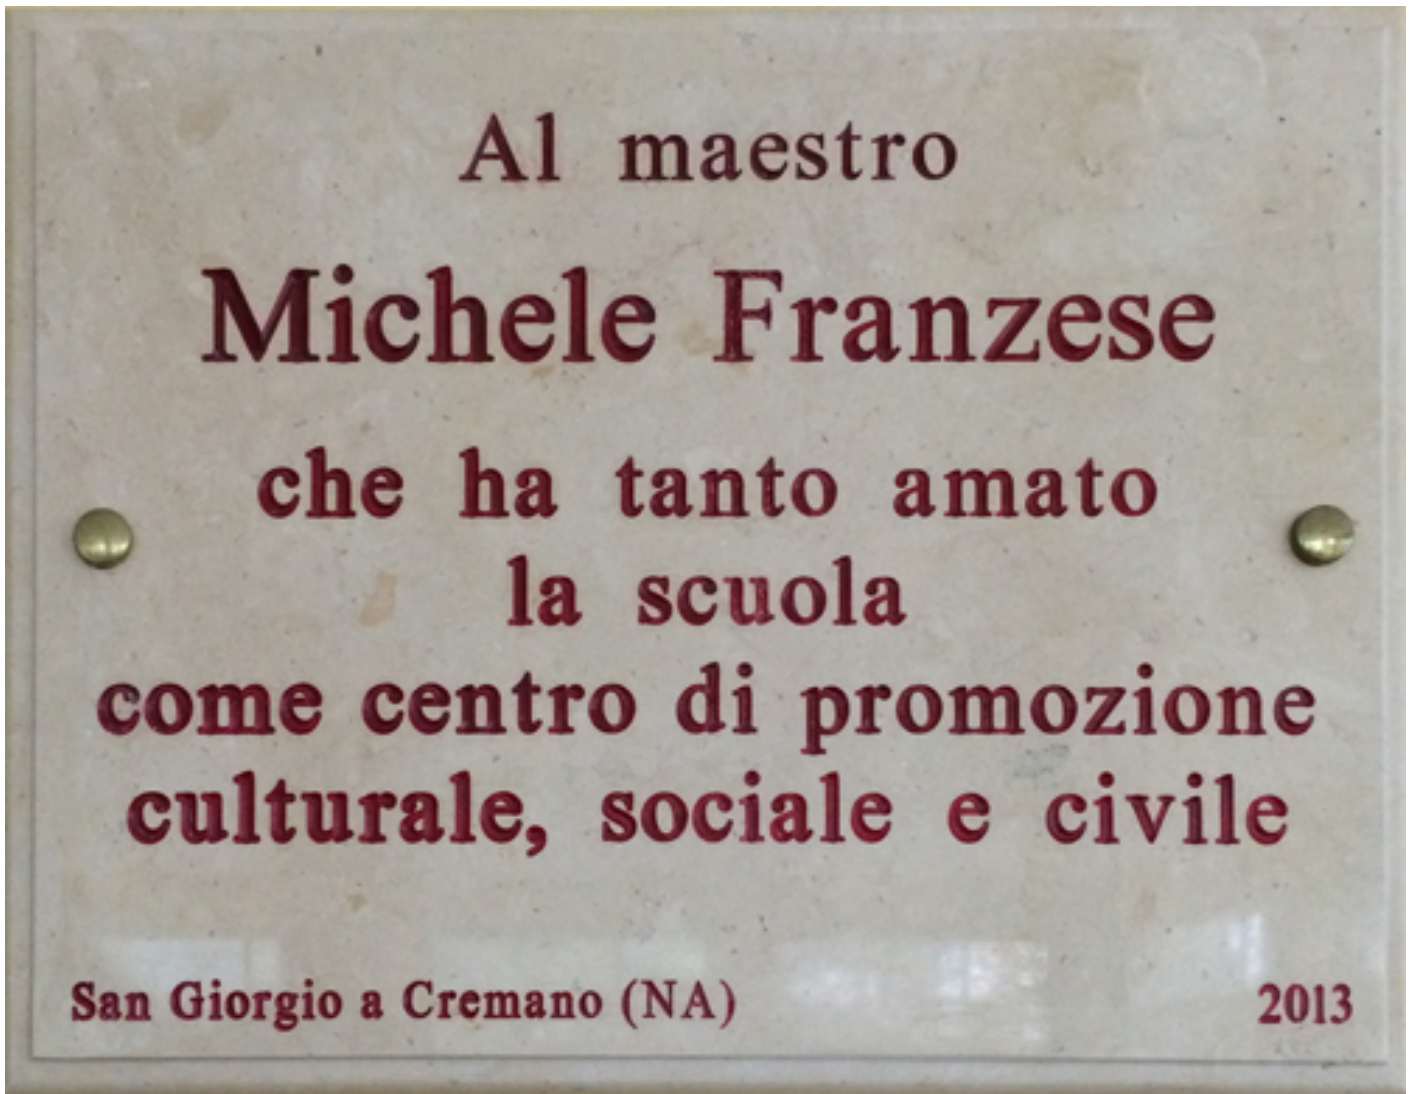 Al maestro
Michele Franzese
che ha tanto amato
la scuola
come centro di promozione
culturale, sociale e civile
San Giorgio a Cremano (NA) 2013